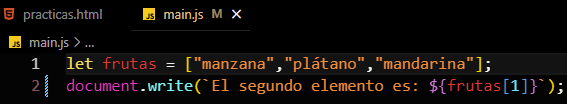 practicas.html JS main.js ×
JS main.js > ...
1 let frutas = ["manzana","plátano","mandarina"];
2 document.write(`El segundo elemento es: ${frutas[1]}`);